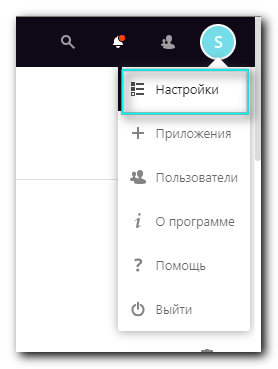 S
Настройки
Приложения
Пользователи
О программе
Помощь
Выйти